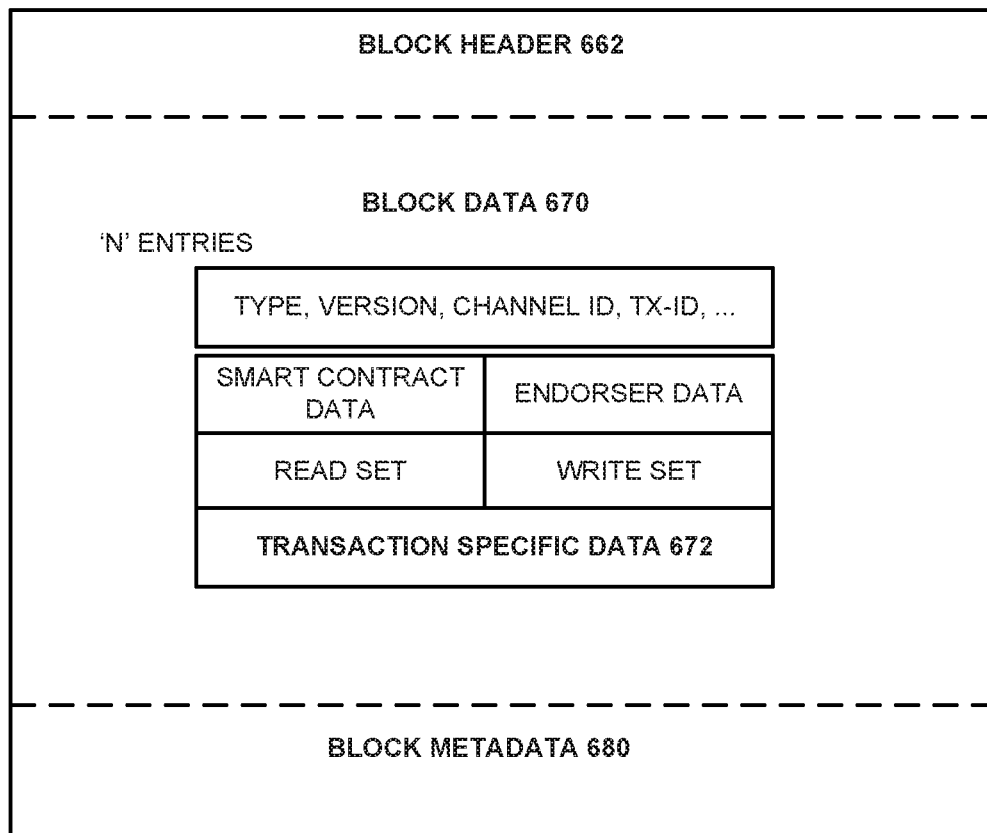 BLOCK HEADER 662
BLOCK DATA 670
‘N’ ENTRIES
TYPE, VERSION, CHANNEL ID, TX-ID, ...
SMART CONTRACT
DATA
ENDORSER DATA
READ SET
WRITE SET
TRANSACTION SPECIFIC DATA 672
BLOCK METADATA 680